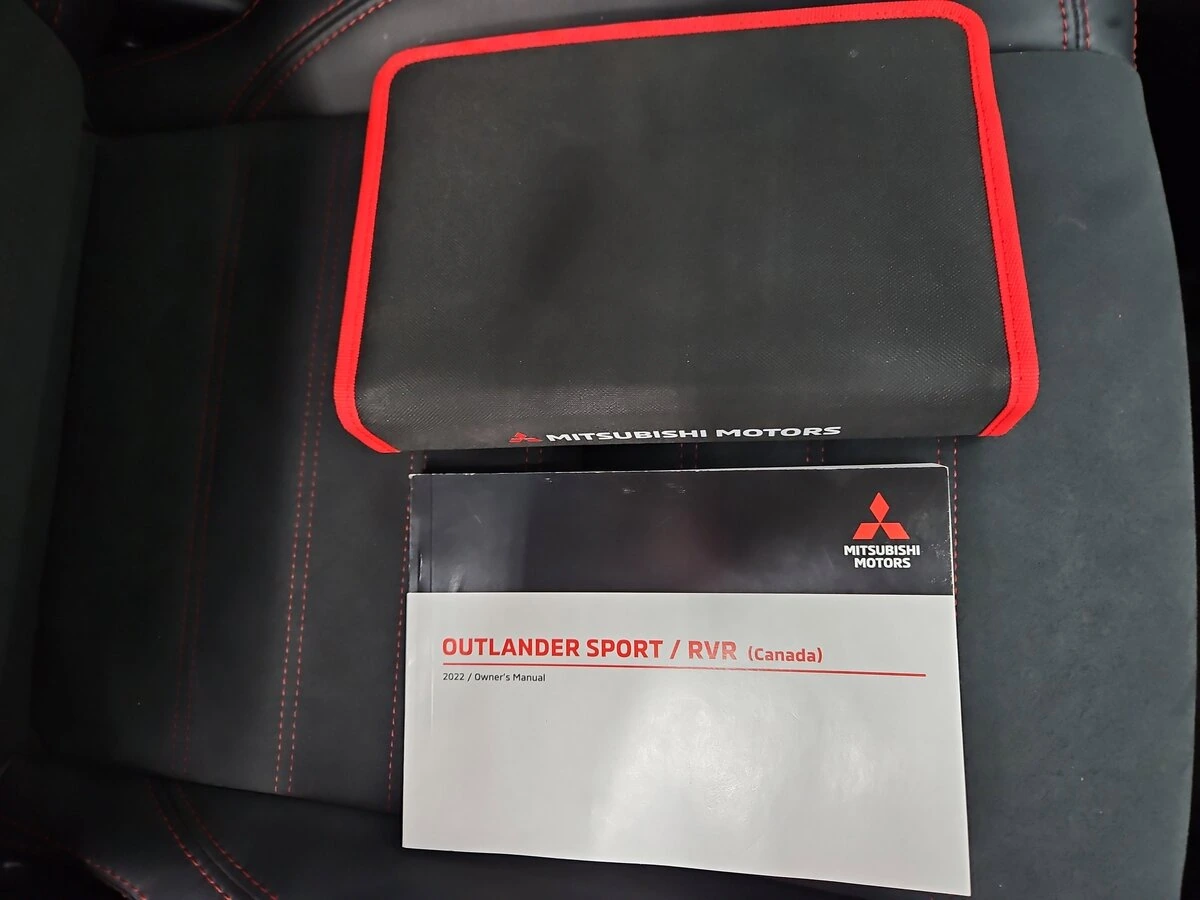 MITSUBISHI MOTORS
MITSUBISHI
MOTORS
OUTLANDER SPORT / RVR (Canada)
2022 / Owner's Manual